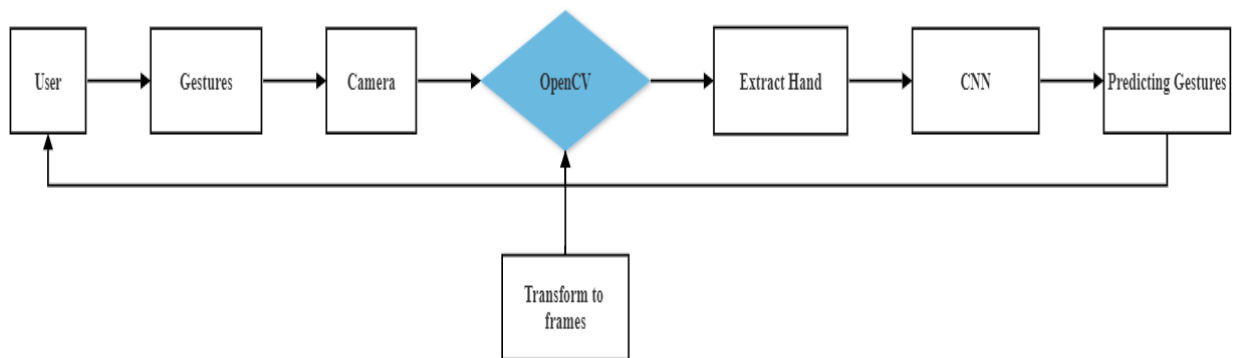 User
Gestures
Camera
OpenCV
Extract Hand
CNN
Predicting Gestures
Transform to
frames